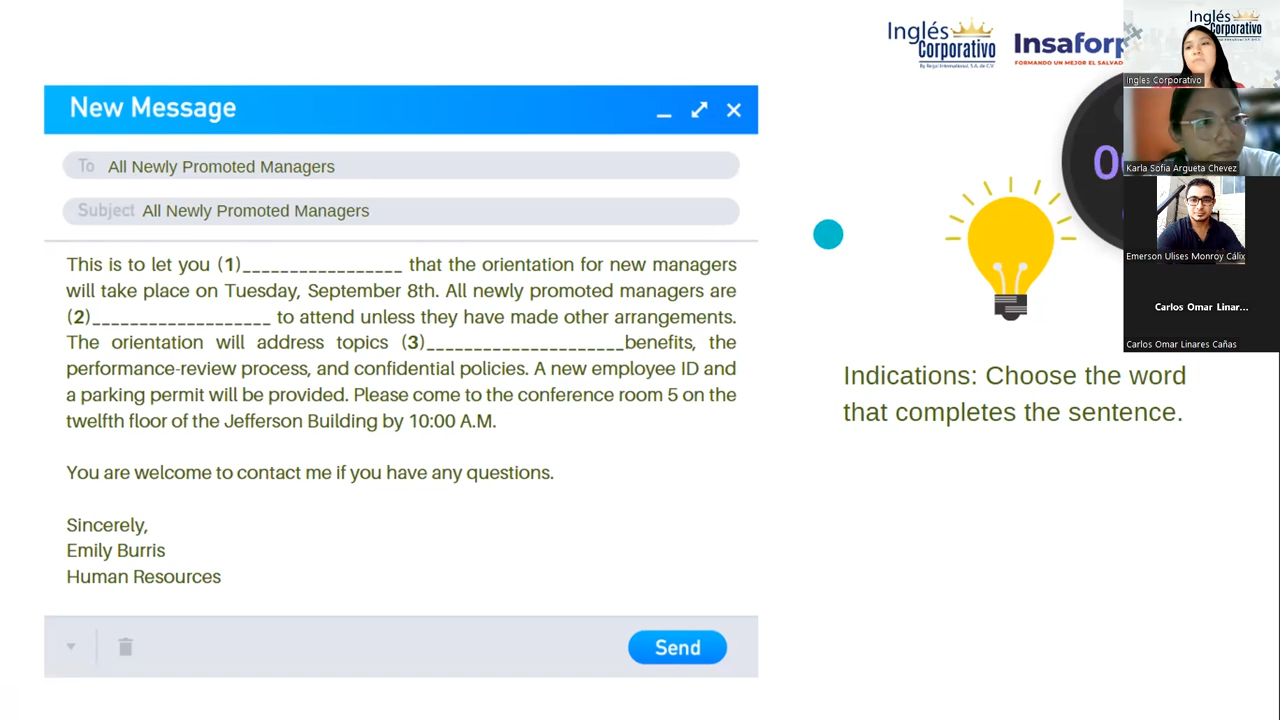 Inglés
Corporativo
By Regal International, S.A. de C.V.
Insaforp
FORMANDO UN MEJOR EL SALVAD
Inglés
Corporativo
Ingles Corporativo
Karla Sofia Argueta Chevez
Emerson Ulises Monroy Cálix
Carlos Omar Linar...
Carlos Omar Linares Cañas
New Message
To All Newly Promoted Managers
Subject All Newly Promoted Managers
This is to let you (1)_________________ that the orientation for new managers
will take place on Tuesday, September 8th. All newly promoted managers are
(2)___________________ to attend unless they have made other arrangements.
The orientation will address topics (3)_____________________benefits, the
performance-review process, and confidential policies. A new employee ID and
a parking permit will be provided. Please come to the conference room 5 on the
twelfth floor of the Jefferson Building by 10:00 A.M.
You are welcome to contact me if you have any questions.
Sincerely,
Emily Burris
Human Resources
Send
Indications: Choose the word
that completes the sentence.